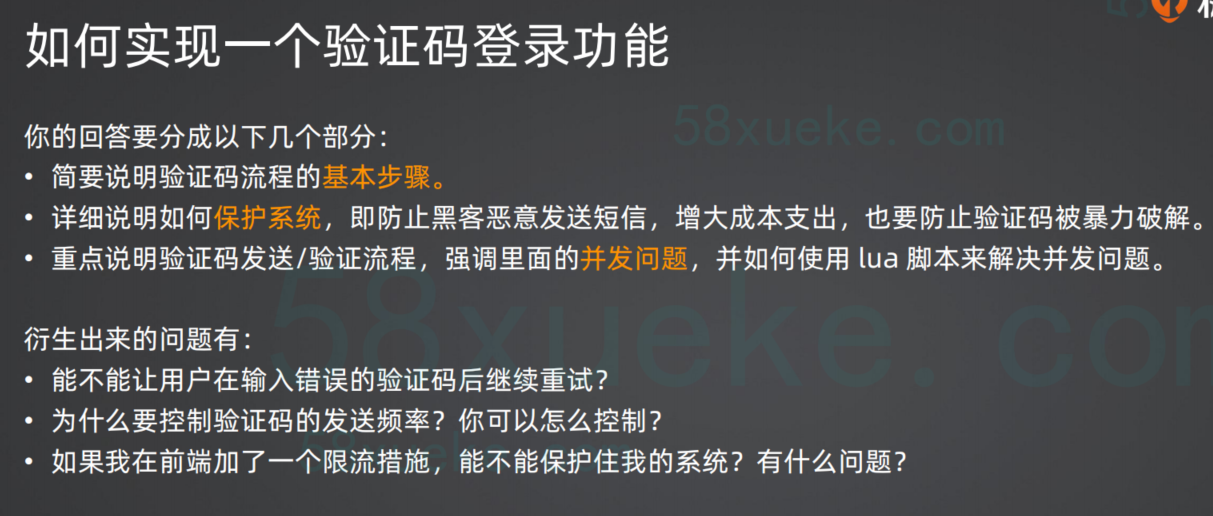 如何实现一个验证码登录功能
58xueke.com
你的回答要分成以下几个部分：
• 简要说明验证码流程的基本步骤。
• 详细说明如何保护系统，即防止黑客恶意发送短信，增大成本支出，也要防止验证码被暴力破解。
• 重点说明验证码发送/验证流程，强调里面的并发问题，并如何使用 lua 脚本来解决并发问题。
58xueke.com
衍生出来的问题有：
• 能不能让用户在输入错误的验证码后继续重试？
• 为什么要控制验证码的发送频率？你可以怎么控制？
58xueke.com
• 如果我在前端加了一个限流措施，能不能保护住我的系统？有什么问题？